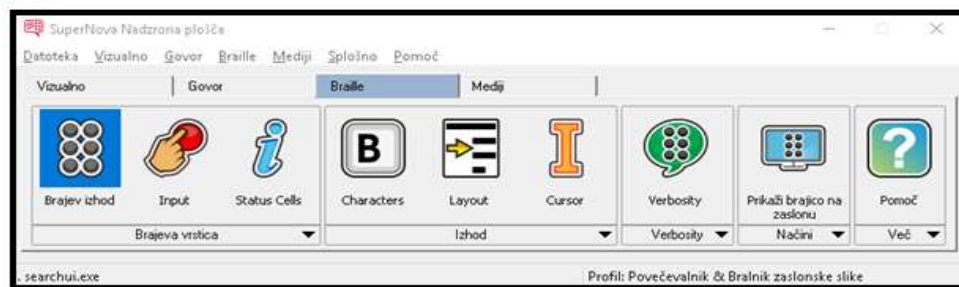 SuperNova Nadzrona plošča
Datoteka Vizualno Govor Braille Mediji Splošno Pomoč
Vizualno Govor Braille Mediji
B ?
Brajev izhod Input Status Cells Characters Layout Cursor Verbosity Prikaži brajico na zaslonu Pomoč
Brajeva vrstica Izhod Verbosity Načini Več
. searchui.exe Profil: Povečevalnik & Bralnik zaslonske slike